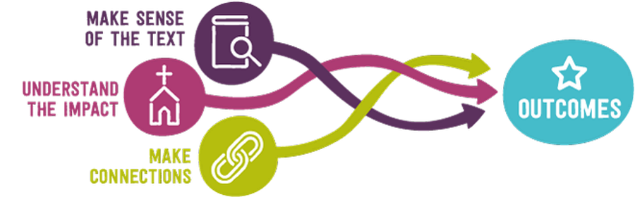 MAKE SENSE
OF THE TEXT
UNDERSTAND
THE IMPACT
MAKE
CONNECTIONS
OUTCOMES